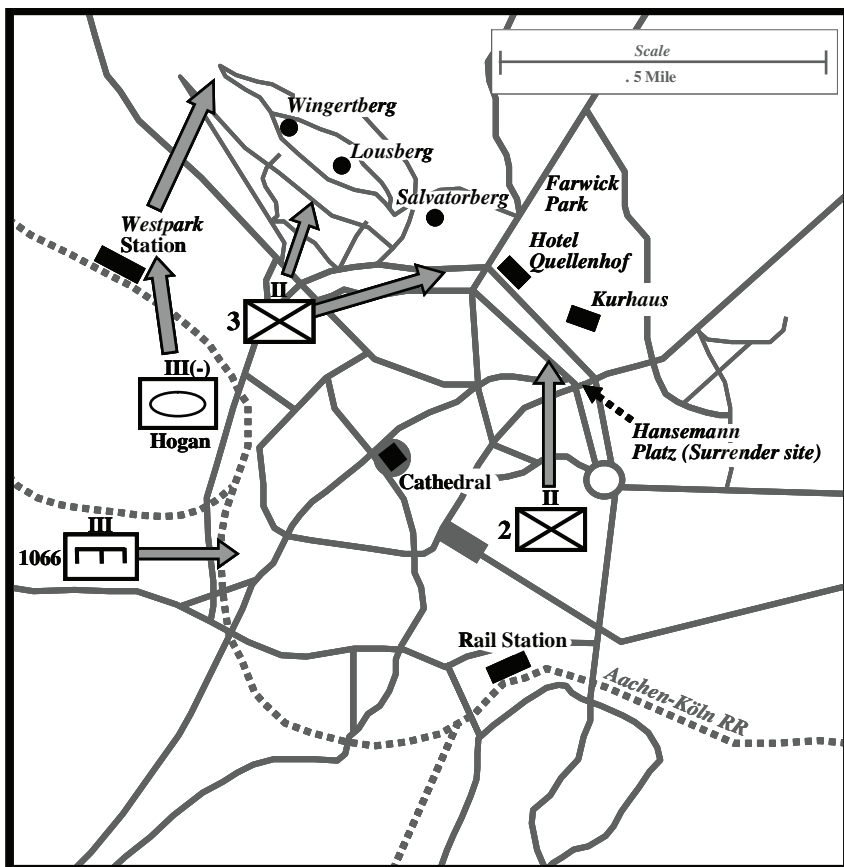 Scale
.5 Mile
Wingertberg
Lousberg
Salvatorberg
Farwick
Park
Westpark
Station
Hotel
Quellenhof
II
3
Kurhaus
III(-)
Hogan
Hansemann
Platz (Surrender site)
Cathedral
II
2
III
1066
Rail Station
Aachen-Köln RR